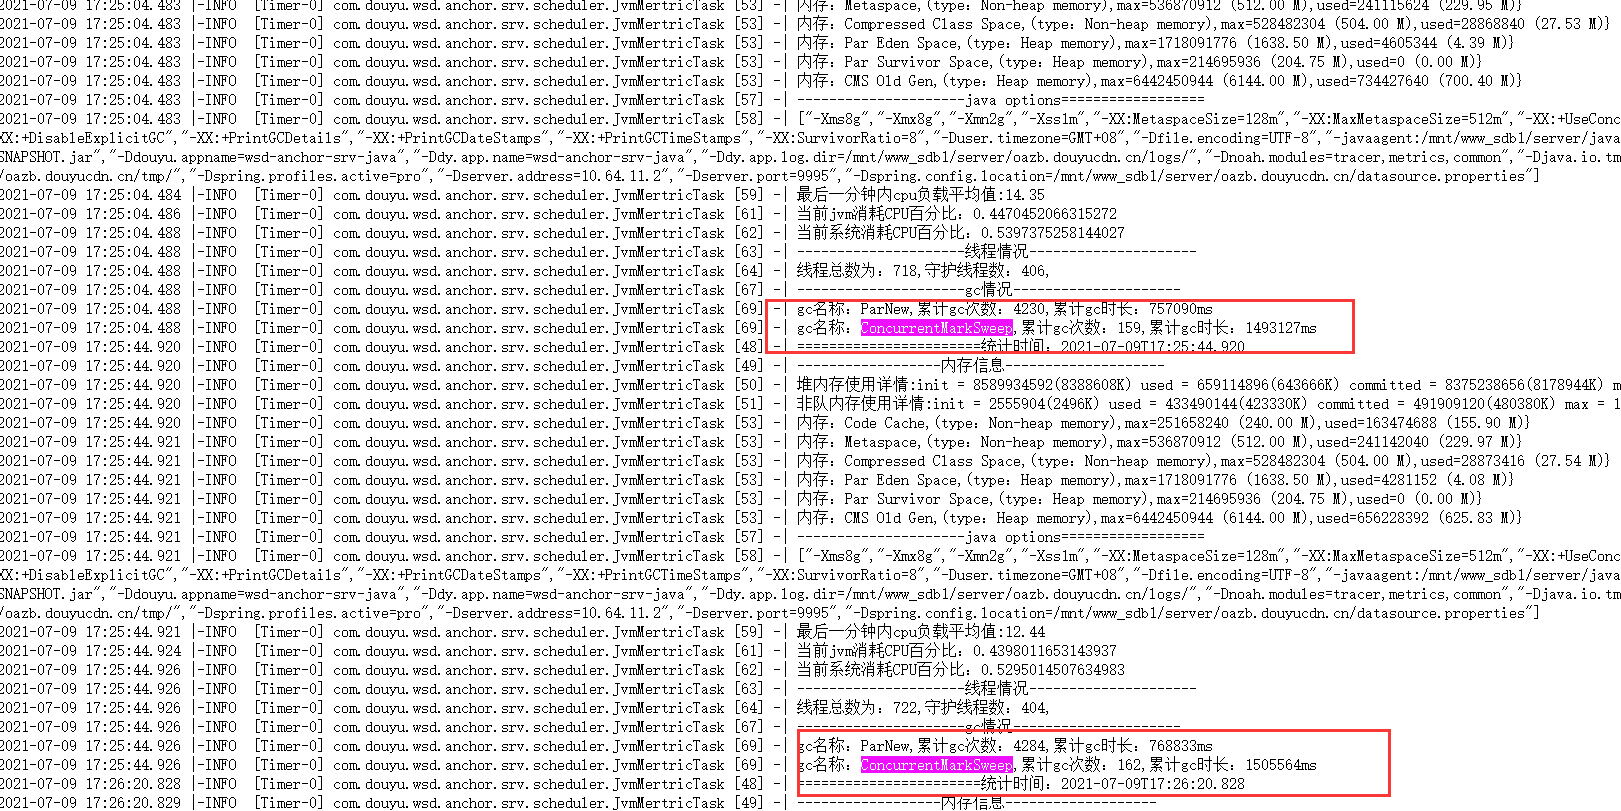 2021-07-09 17:25:04.483 |-INFO  [Timer-0] com.douyu.wsd.anchor.srv.scheduler.JvmMertricTask [53] -| 内存：Metaspace,(type：Non-heap memory),max=536870912 (512.00 M),used=241115624 (229.95 M)}
2021-07-09 17:25:04.483 |-INFO  [Timer-0] com.douyu.wsd.anchor.srv.scheduler.JvmMertricTask [53] -| 内存：Compressed Class Space,(type：Non-heap memory),max=528482304 (504.00 M),used=28868840 (27.53 M)}
2021-07-09 17:25:04.483 |-INFO  [Timer-0] com.douyu.wsd.anchor.srv.scheduler.JvmMertricTask [53] -| 内存：Par Eden Space,(type：Heap memory),max=1718091776 (1638.50 M),used=4605344 (4.39 M)}
2021-07-09 17:25:04.483 |-INFO  [Timer-0] com.douyu.wsd.anchor.srv.scheduler.JvmMertricTask [53] -| 内存：Par Survivor Space,(type：Heap memory),max=214695936 (204.75 M),used=0 (0.00 M)}
2021-07-09 17:25:04.483 |-INFO  [Timer-0] com.douyu.wsd.anchor.srv.scheduler.JvmMertricTask [53] -| 内存：CMS Old Gen,(type：Heap memory),max=6442450944 (6144.00 M),used=734427640 (700.40 M)}
2021-07-09 17:25:04.483 |-INFO  [Timer-0] com.douyu.wsd.anchor.srv.scheduler.JvmMertricTask [57] -| ---------------------java options==================
2021-07-09 17:25:04.483 |-INFO  [Timer-0] com.douyu.wsd.anchor.srv.scheduler.JvmMertricTask [58] -| ["-Xms8g","-Xmx8g","-Xmn2g","-Xss1m","-XX:MetaspaceSize=128m","-XX:MaxMetaspaceSize=512m","-XX:+UseConc
XX:+DisableExplicitGC","-XX:+PrintGCDetails","-XX:+PrintGCDateStamps","-XX:+PrintGCTimeStamps","-XX:SurvivorRatio=8","-Duser.timezone=GMT+08","-Dfile.encoding=UTF-8","-javaagent:/mnt/www_sdb1/server/java
SNAPSHOT.jar","-Ddouyu.appname=wsd-anchor-srv-java","-Ddy.app.name=wsd-anchor-srv-java","-Ddy.app.log.dir=/mnt/www_sdb1/server/oazb.douyucdn.cn/logs/","-Dnoah.modules=tracer,metrics,common","-Djava.io.tm
/oazb.douyucdn.cn/tmp/","-Dspring.profiles.active=pro","-Dserver.address=10.64.11.2","-Dserver.port=9995","-Dspring.config.location=/mnt/www_sdb1/server/oazb.douyucdn.cn/datasource.properties"]
2021-07-09 17:25:04.484 |-INFO  [Timer-0] com.douyu.wsd.anchor.srv.scheduler.JvmMertricTask [59] -| 最后一分钟内cpu负载平均值:14.35
2021-07-09 17:25:04.486 |-INFO  [Timer-0] com.douyu.wsd.anchor.srv.scheduler.JvmMertricTask [61] -| 当前jvm消耗CPU百分比：0.4470452066315272
2021-07-09 17:25:04.488 |-INFO  [Timer-0] com.douyu.wsd.anchor.srv.scheduler.JvmMertricTask [62] -| 当前系统消耗CPU百分比：0.5397375258144027
2021-07-09 17:25:04.488 |-INFO  [Timer-0] com.douyu.wsd.anchor.srv.scheduler.JvmMertricTask [63] -| ---------------------线程情况---------------------
2021-07-09 17:25:04.488 |-INFO  [Timer-0] com.douyu.wsd.anchor.srv.scheduler.JvmMertricTask [64] -| 线程总数为：718,守护线程数：406,
2021-07-09 17:25:04.488 |-INFO  [Timer-0] com.douyu.wsd.anchor.srv.scheduler.JvmMertricTask [67] -| ---------------------gc情况---------------------
2021-07-09 17:25:04.488 |-INFO  [Timer-0] com.douyu.wsd.anchor.srv.scheduler.JvmMertricTask [69] -| gc名称：ParNew,累计gc次数：4230,累计gc时长：757090ms
2021-07-09 17:25:04.488 |-INFO  [Timer-0] com.douyu.wsd.anchor.srv.scheduler.JvmMertricTask [69] -| gc名称：ConcurrentMarkSweep,累计gc次数：159,累计gc时长：1493127ms
2021-07-09 17:25:44.920 |-INFO  [Timer-0] com.douyu.wsd.anchor.srv.scheduler.JvmMertricTask [48] -| =======================统计时间：2021-07-09T17:25:44.920
2021-07-09 17:25:44.920 |-INFO  [Timer-0] com.douyu.wsd.anchor.srv.scheduler.JvmMertricTask [49] -| ------------------内存信息--------------------
2021-07-09 17:25:44.920 |-INFO  [Timer-0] com.douyu.wsd.anchor.srv.scheduler.JvmMertricTask [50] -| 堆内存使用详情:init = 8589934592(8388608K) used = 659114896(643666K) committed = 8375238656(8178944K) m
2021-07-09 17:25:44.920 |-INFO  [Timer-0] com.douyu.wsd.anchor.srv.scheduler.JvmMertricTask [51] -| 非队内存使用详情:init = 2555904(2496K) used = 433490144(423330K) committed = 491909120(480380K) max = 1
2021-07-09 17:25:44.920 |-INFO  [Timer-0] com.douyu.wsd.anchor.srv.scheduler.JvmMertricTask [53] -| 内存：Code Cache,(type：Non-heap memory),max=251658240 (240.00 M),used=163474688 (155.90 M)}
2021-07-09 17:25:44.921 |-INFO  [Timer-0] com.douyu.wsd.anchor.srv.scheduler.JvmMertricTask [53] -| 内存：Metaspace,(type：Non-heap memory),max=536870912 (512.00 M),used=241142040 (229.97 M)}
2021-07-09 17:25:44.921 |-INFO  [Timer-0] com.douyu.wsd.anchor.srv.scheduler.JvmMertricTask [53] -| 内存：Compressed Class Space,(type：Non-heap memory),max=528482304 (504.00 M),used=28873416 (27.54 M)}
2021-07-09 17:25:44.921 |-INFO  [Timer-0] com.douyu.wsd.anchor.srv.scheduler.JvmMertricTask [53] -| 内存：Par Eden Space,(type：Heap memory),max=1718091776 (1638.50 M),used=4281152 (4.08 M)}
2021-07-09 17:25:44.921 |-INFO  [Timer-0] com.douyu.wsd.anchor.srv.scheduler.JvmMertricTask [53] -| 内存：Par Survivor Space,(type：Heap memory),max=214695936 (204.75 M),used=0 (0.00 M)}
2021-07-09 17:25:44.921 |-INFO  [Timer-0] com.douyu.wsd.anchor.srv.scheduler.JvmMertricTask [53] -| 内存：CMS Old Gen,(type：Heap memory),max=6442450944 (6144.00 M),used=656228392 (625.83 M)}
2021-07-09 17:25:44.921 |-INFO  [Timer-0] com.douyu.wsd.anchor.srv.scheduler.JvmMertricTask [57] -| ---------------------java options==================
2021-07-09 17:25:44.921 |-INFO  [Timer-0] com.douyu.wsd.anchor.srv.scheduler.JvmMertricTask [58] -| ["-Xms8g","-Xmx8g","-Xmn2g","-Xss1m","-XX:MetaspaceSize=128m","-XX:MaxMetaspaceSize=512m","-XX:+UseConc
XX:+DisableExplicitGC","-XX:+PrintGCDetails","-XX:+PrintGCDateStamps","-XX:+PrintGCTimeStamps","-XX:SurvivorRatio=8","-Duser.timezone=GMT+08","-Dfile.encoding=UTF-8","-javaagent:/mnt/www_sdb1/server/java
SNAPSHOT.jar","-Ddouyu.appname=wsd-anchor-srv-java","-Ddy.app.name=wsd-anchor-srv-java","-Ddy.app.log.dir=/mnt/www_sdb1/server/oazb.douyucdn.cn/logs/","-Dnoah.modules=tracer,metrics,common","-Djava.io.tm
/oazb.douyucdn.cn/tmp/","-Dspring.profiles.active=pro","-Dserver.address=10.64.11.2","-Dserver.port=9995","-Dspring.config.location=/mnt/www_sdb1/server/oazb.douyucdn.cn/datasource.properties"]
2021-07-09 17:25:44.921 |-INFO  [Timer-0] com.douyu.wsd.anchor.srv.scheduler.JvmMertricTask [59] -| 最后一分钟内cpu负载平均值:12.44
2021-07-09 17:25:44.924 |-INFO  [Timer-0] com.douyu.wsd.anchor.srv.scheduler.JvmMertricTask [61] -| 当前jvm消耗CPU百分比：0.4398011653143937
2021-07-09 17:25:44.926 |-INFO  [Timer-0] com.douyu.wsd.anchor.srv.scheduler.JvmMertricTask [62] -| 当前系统消耗CPU百分比：0.5295014507634983
2021-07-09 17:25:44.926 |-INFO  [Timer-0] com.douyu.wsd.anchor.srv.scheduler.JvmMertricTask [63] -| ---------------------线程情况---------------------
2021-07-09 17:25:44.926 |-INFO  [Timer-0] com.douyu.wsd.anchor.srv.scheduler.JvmMertricTask [64] -| 线程总数为：722,守护线程数：404,
2021-07-09 17:25:44.926 |-INFO  [Timer-0] com.douyu.wsd.anchor.srv.scheduler.JvmMertricTask [67] -| ---------------------gc情况---------------------
2021-07-09 17:25:44.926 |-INFO  [Timer-0] com.douyu.wsd.anchor.srv.scheduler.JvmMertricTask [69] -| gc名称：ParNew,累计gc次数：4284,累计gc时长：768833ms
2021-07-09 17:25:44.926 |-INFO  [Timer-0] com.douyu.wsd.anchor.srv.scheduler.JvmMertricTask [69] -| gc名称：ConcurrentMarkSweep,累计gc次数：162,累计gc时长：1505564ms
2021-07-09 17:26:20.828 |-INFO  [Timer-0] com.douyu.wsd.anchor.srv.scheduler.JvmMertricTask [48] -| =======================统计时间：2021-07-09T17:26:20.828
2021-07-09 17:26:20.829 |-INFO  [Timer-0] com.douyu.wsd.anchor.srv.scheduler.JvmMertricTask [49] -| ------------------内存信息-------------------